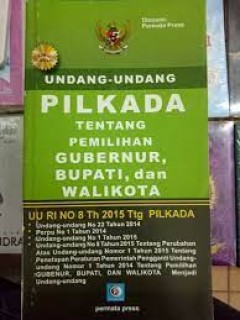 Disusun:
Permata Press
UNDANG-UNDANG
PILKADA
TENTANG
PEMILIHAN
GUBERNUR,
BUPATI, dan
WALIKOTA
UU RI NO 8 Th 2015 Ttg PILKADA
• Undang-undang No 22 Tahun 2014
• Perpu No 1 Tahun 2014
• Undang-undang No 1 Tahun 2015
• Undang-undang No 8 Tahun 2015 Tentang Perubahan
Atas Undang-undang Nomor 1 Tahun 2015 Tentang
Penetapan Peraturan Pemerintah Pengganti Undang-
undang Nomor 1 Tahun 2014 Tentang Pemilihan
GUBERNUR, BUPATI, DAN WALIKOTA Menjadi
Undang-undang
permata press